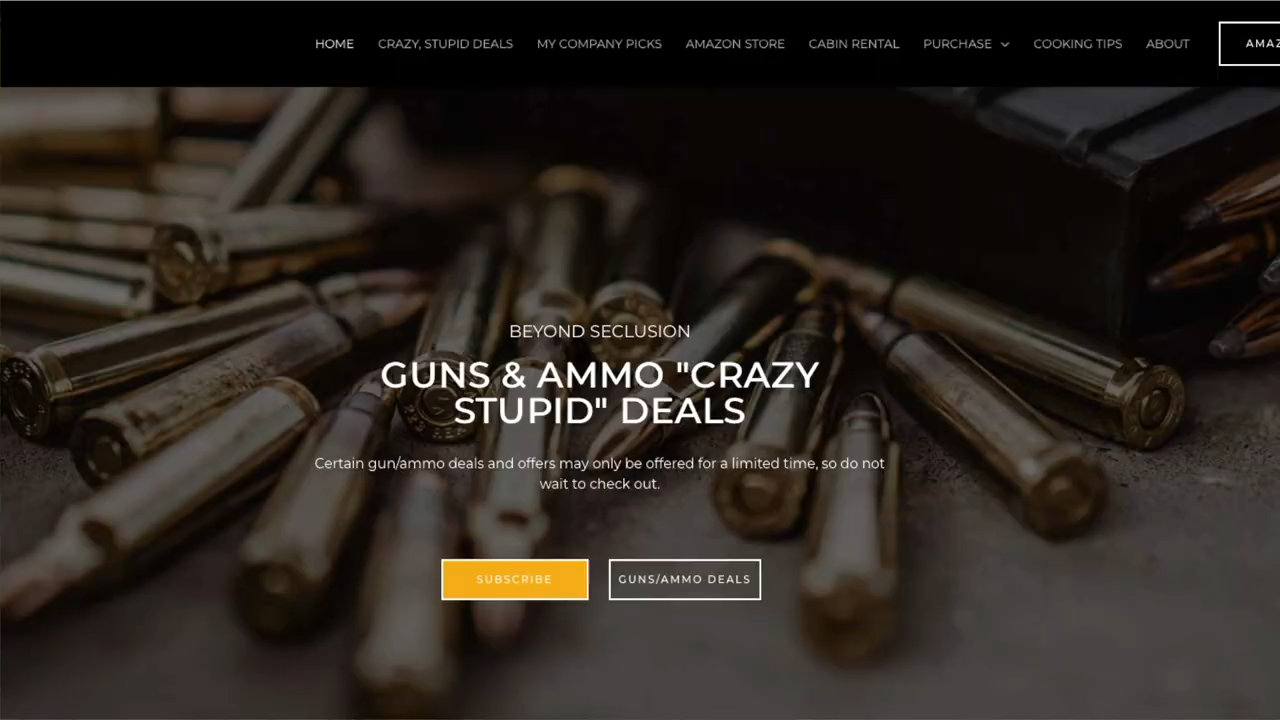 HOME CRAZY, STUPID DEALS MY COMPANY PICKS AMAZON STORE CABIN RENTAL PURCHASE COOKING TIPS ABOUT
BEYOND SECLUSION
GUNS & AMMO "CRAZY
STUPID" DEALS
Certain gun/ammo deals and offers may only be offered for a limited time, so do not
wait to check out.
SUBSCRIBE GUNS/AMMO DEALS